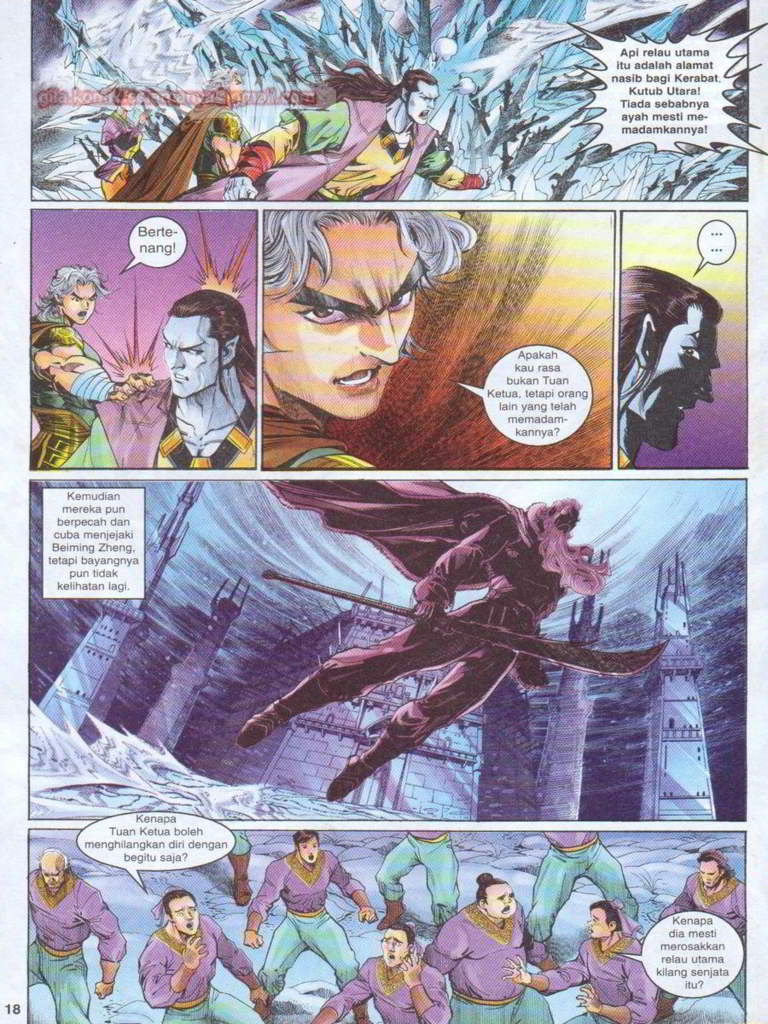 Api relau utama
itu adalah alamat
nasib bagi Kerabat
Kutub Utara!
Tiada sebabnya
ayah mesti me-
madamkannya!
Berte-
nang!
Apakah
kau rasa
bukan Tuan
Ketua, tetapi orang
lain yang telah
memadam-
kannya?
...
...
Kemudian
mereka pun
berpecah dan
cuba menjejaki
Beiming Zheng,
tetapi bayangnya
pun tidak
kelihatan lagi.
Kenapa
Tuan Ketua boleh
menghilangkan diri dengan
begitu saja?
Kenapa
dia mesti
merosakkan
relau utama
kilang senjata
itu?
18